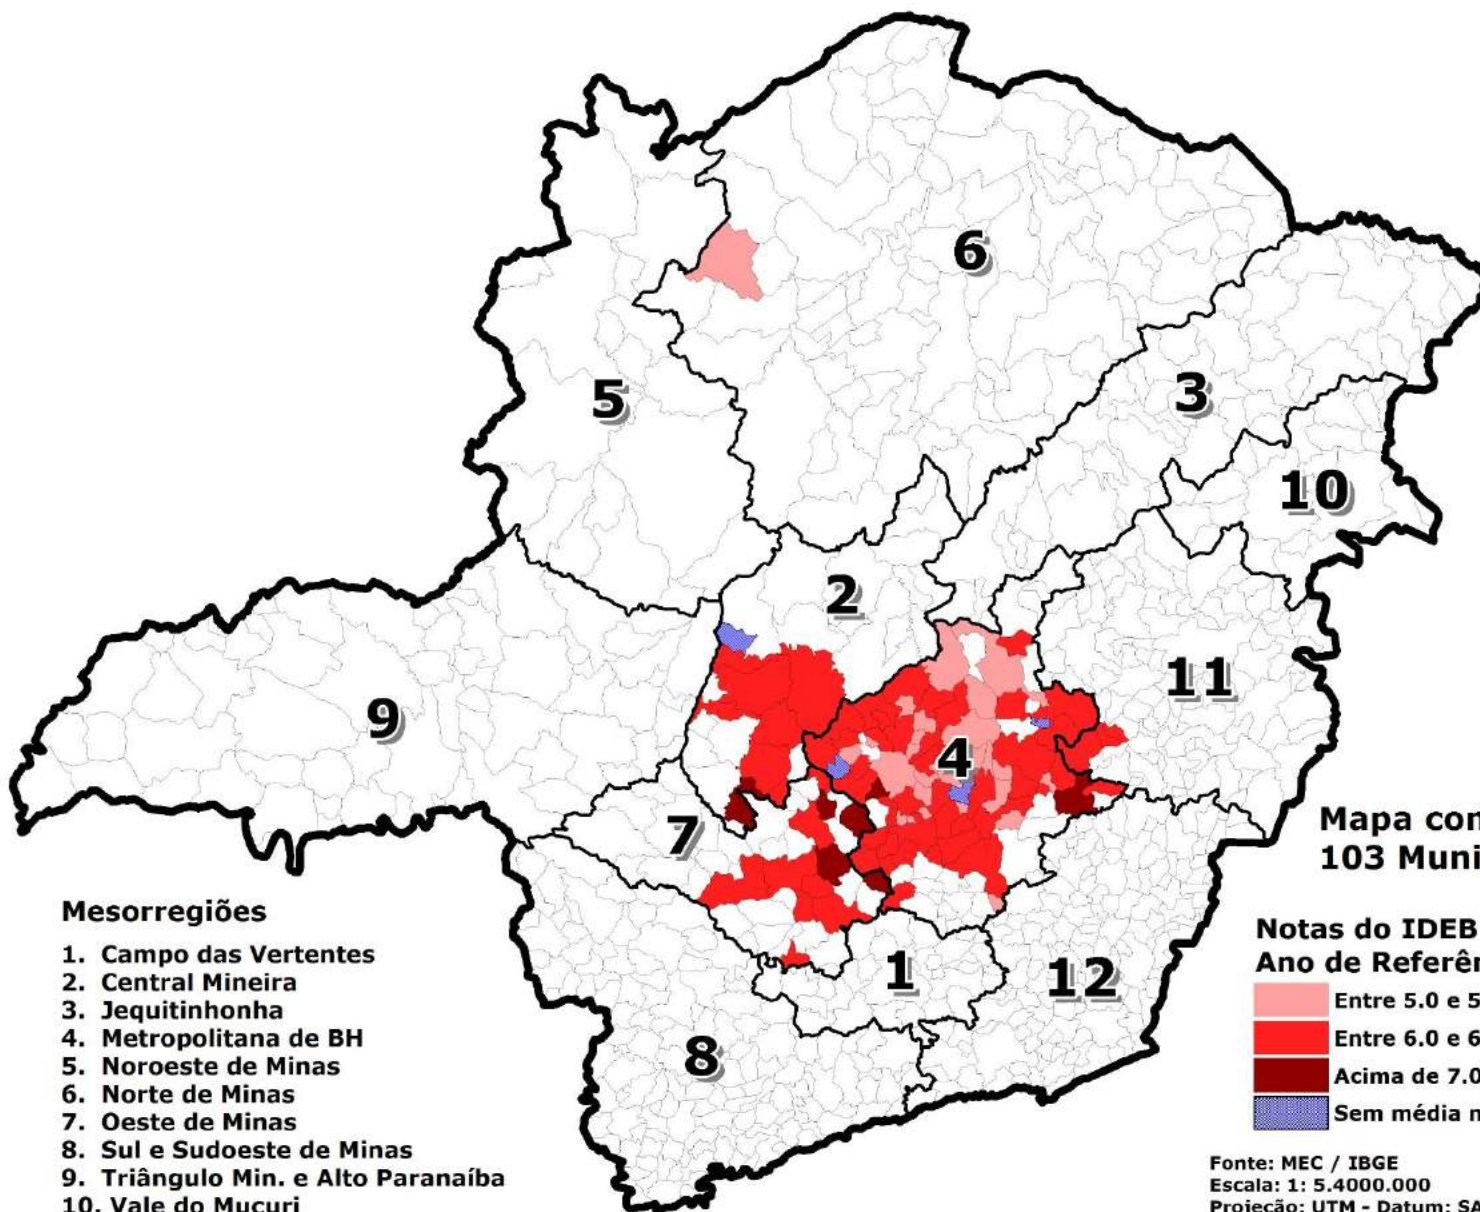 6
5
3
10
2
11
9
4
7
Mapa con
103 Muni
Mesorregiões
1. Campo das Vertentes
2. Central Mineira
3. Jequitinhonha
4. Metropolitana de BH
5. Noroeste de Minas
6. Norte de Minas
7. Oeste de Minas
8. Sul e Sudoeste de Minas
9. Triângulo Min. e Alto Paranaíba
10. Vale do Mucuri
1
12
8
Notas do IDEB
Ano de Referên
Entre 5.0 e 5
Entre 6.0 e 6
Acima de 7.0
Sem média n
Fonte: MEC / IBGE
Escala: 1: 5.4000.000
Projeção: UTM - Datum: SA